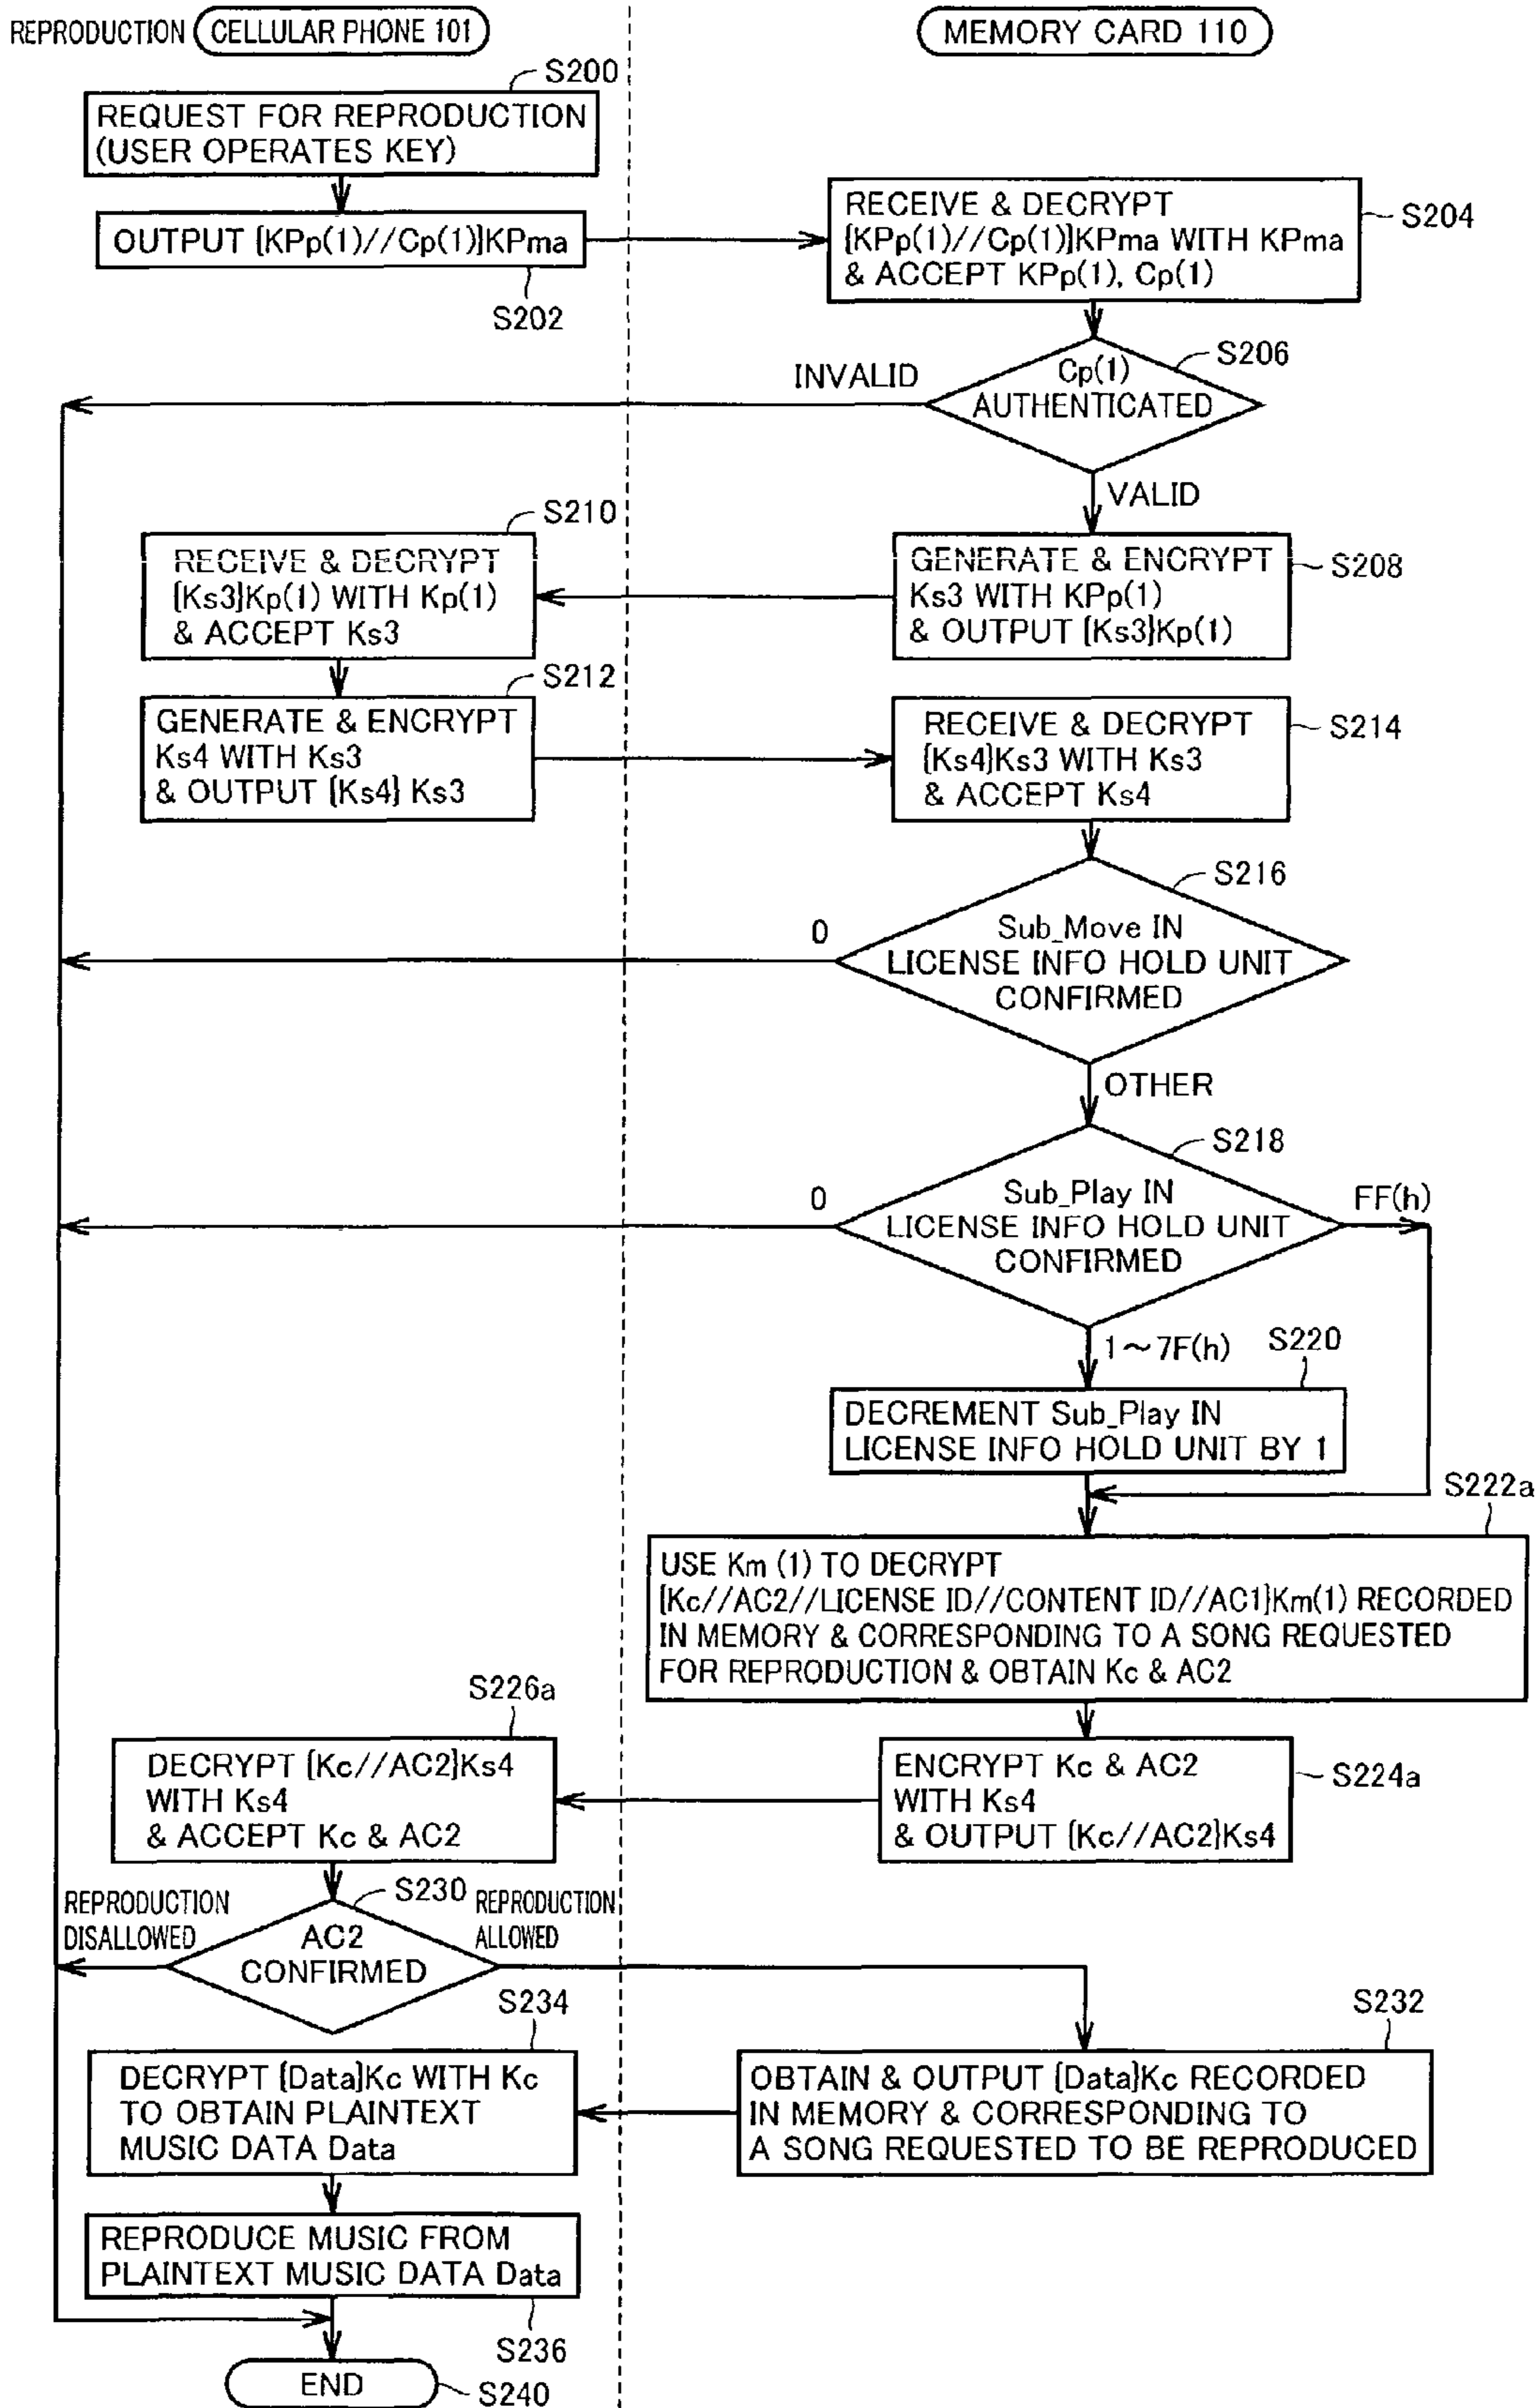 REPRODUCTION
CELLULAR PHONE 101
MEMORY CARD 110
S200
REQUEST FOR REPRODUCTION
(USER OPERATES KEY)
OUTPUT {KPp(1)//Cp(1)}KPma
S202
RECEIVE & DECRYPT
{KPp(1)//Cp(1)}KPma WITH KPma
& ACCEPT KPp(1), Cp(1)
S204
S206
Cp(1)
AUTHENTICATED
INVALID
VALID
GENERATE & ENCRYPT
Ks3 WITH KPp(1)
& OUTPUT {Ks3}Kp(1)
S208
S210
RECEIVE & DECRYPT
{Ks3}Kp(1) WITH Kp(1)
& ACCEPT Ks3
S212
GENERATE & ENCRYPT
Ks4 WITH Ks3
& OUTPUT {Ks4} Ks3
RECEIVE & DECRYPT
{Ks4}Ks3 WITH Ks3
& ACCEPT Ks4
S214
S216
0
Sub_Move IN
LICENSE INFO HOLD UNIT
CONFIRMED
OTHER
S218
0
Sub_Play IN
LICENSE INFO HOLD UNIT
CONFIRMED
FF(h)
1~7F(h)
S220
DECREMENT Sub_Play IN
LICENSE INFO HOLD UNIT BY 1
S222a
USE Km (1) TO DECRYPT
{Kc//AC2//LICENSE ID//CONTENT ID//AC1}Km(1) RECORDED
IN MEMORY & CORRESPONDING TO A SONG REQUESTED
FOR REPRODUCTION & OBTAIN Kc & AC2
ENCRYPT Kc & AC2
WITH Ks4
& OUTPUT {Kc//AC2}Ks4
S224a
S226a
DECRYPT {Kc//AC2}Ks4
WITH Ks4
& ACCEPT Kc & AC2
S230
AC2
CONFIRMED
REPRODUCTION
DISALLOWED
REPRODUCTION
ALLOWED
S232
OBTAIN & OUTPUT {Data}Kc RECORDED
IN MEMORY & CORRESPONDING TO
A SONG REQUESTED TO BE REPRODUCED
S234
DECRYPT {Data}Kc WITH Kc
TO OBTAIN PLAINTEXT
MUSIC DATA Data
REPRODUCE MUSIC FROM
PLAINTEXT MUSIC DATA Data
S236
END
S240